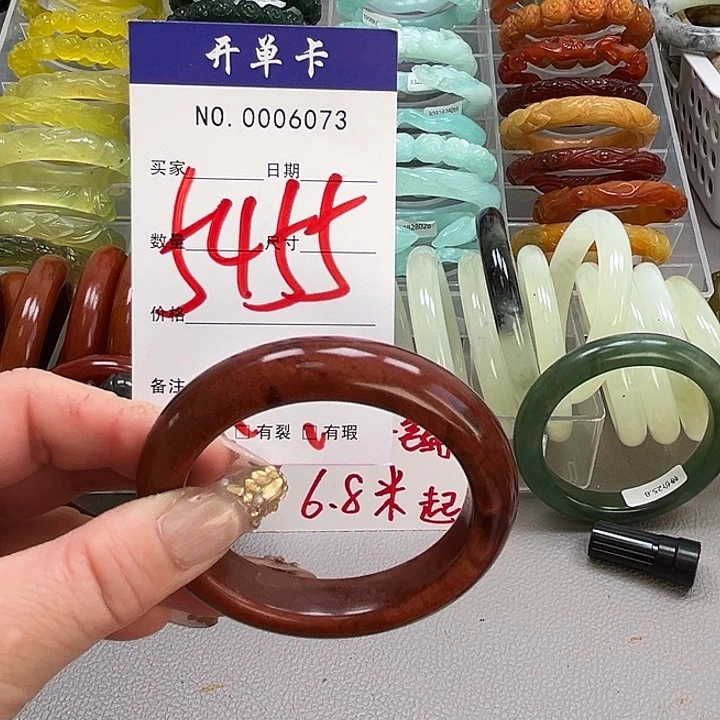 开单卡
NO.0006073
买家 日期
5455
数量 尺寸
价格
备注
有裂 有瑕
6.8米起